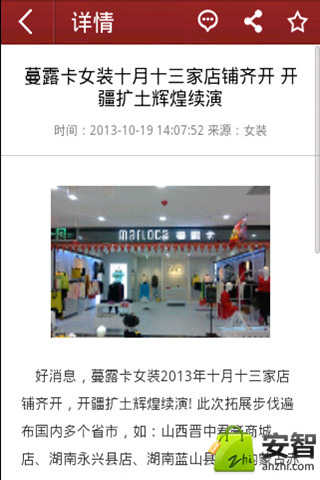 详情
蔓露卡女装十月十三家店铺齐开 开
疆扩土辉煌续演
时间：2013-10-19 14:07:52 来源：女装
marloca 蔓露卡
好消息，蔓露卡女装2013年十月十三家店
铺齐开，开疆扩土辉煌续演! 此次拓展步伐遍
布国内多个省市，如：山西晋中君豪商城
店、湖南永兴县店、湖南蓝山县
安智
anzhi.com